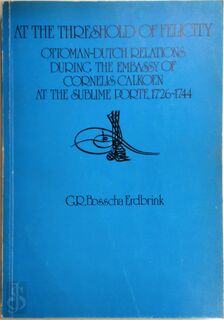 AT THE THRESHOLD OF FELICITY
OTTOMAN-DUTCH RELATIONS
DURING THE EMBASSY OF
CORNELIS CALKOEN
AT THE SUBLIME PORTE, 1726-1744
G.R. Bosscha Erdbrink